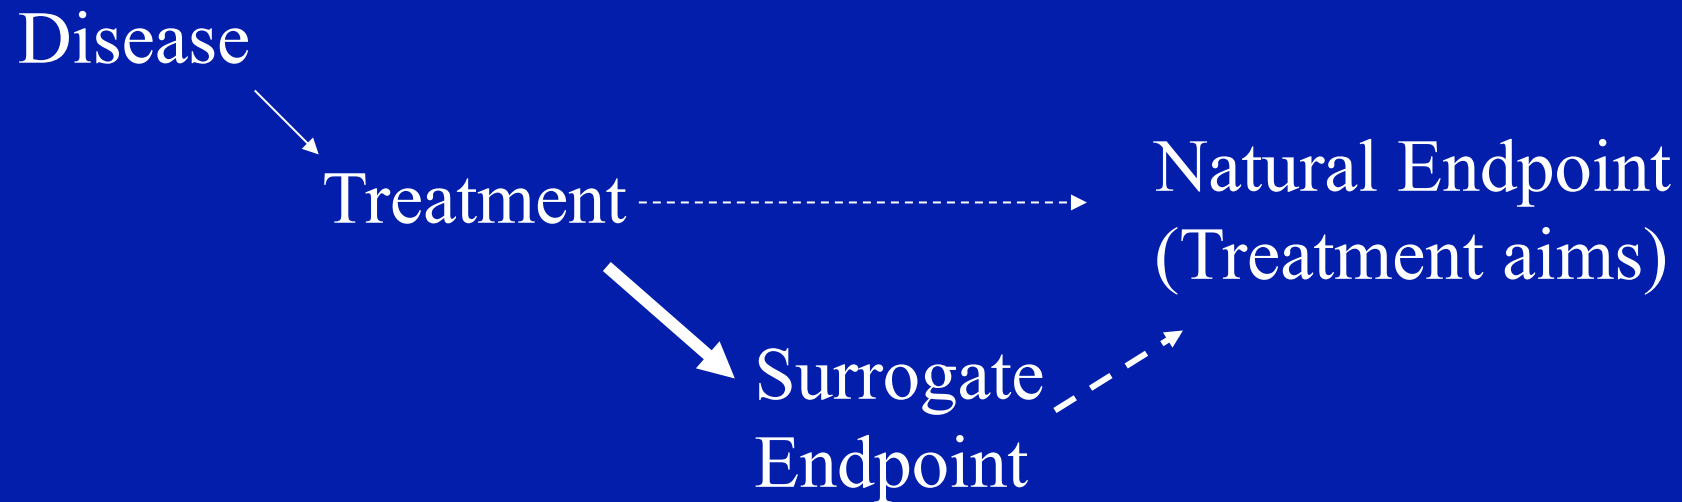 Disease
Treatment
Natural Endpoint
(Treatment aims)
Surrogate
Endpoint